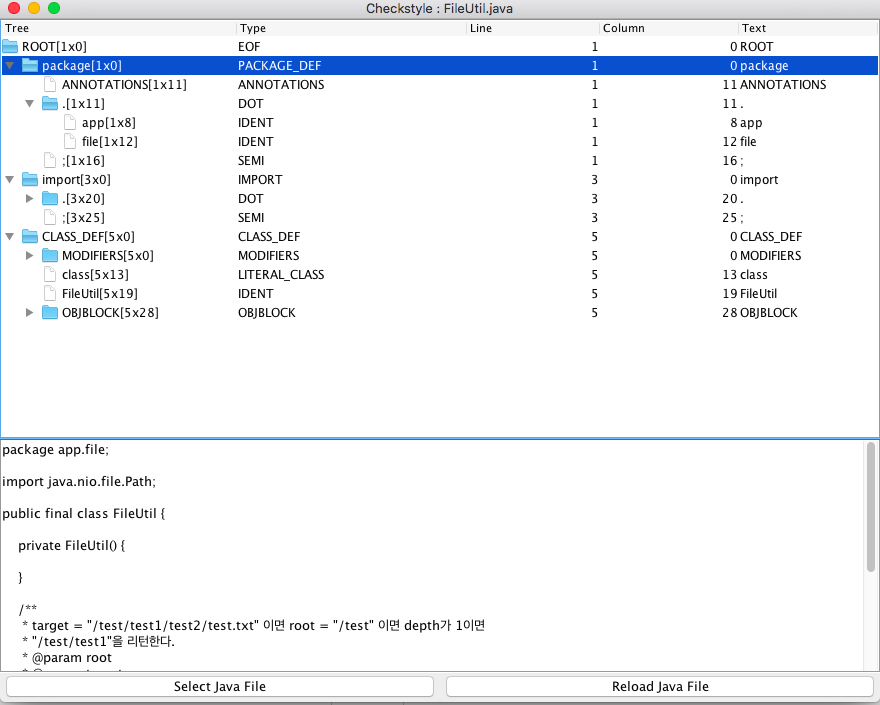 Checkstyle : FileUtil.java
Tree Type Line Column Text
ROOT[1x0] EOF 1 0 ROOT
package[1x0] PACKAGE_DEF 1 0 package
ANNOTATIONS[1x11] ANNOTATIONS 1 11 ANNOTATIONS
.[1x11] DOT 1 11 .
app[1x8] IDENT 1 8 app
file[1x12] IDENT 1 12 file
;[1x16] SEMI 1 16 ;
import[3x0] IMPORT 3 0 import
.[3x20] DOT 3 20 .
;[3x25] SEMI 3 25 ;
CLASS_DEF[5x0] CLASS_DEF 5 0 CLASS_DEF
MODIFIERS[5x0] MODIFIERS 5 0 MODIFIERS
class[5x13] LITERAL_CLASS 5 13 class
FileUtil[5x19] IDENT 5 19 FileUtil
OBJBLOCK[5x28] OBJBLOCK 5 28 OBJBLOCK
package app.file;
import java.nio.file.Path;
public final class FileUtil {
private FileUtil() {
}
/**
* target = "/test/test1/test2/test.txt" 이면 root = "/test" 이면 depth가 1이면
* "/test/test1"을 리턴한다.
* @param root
Select Java File Reload Java File